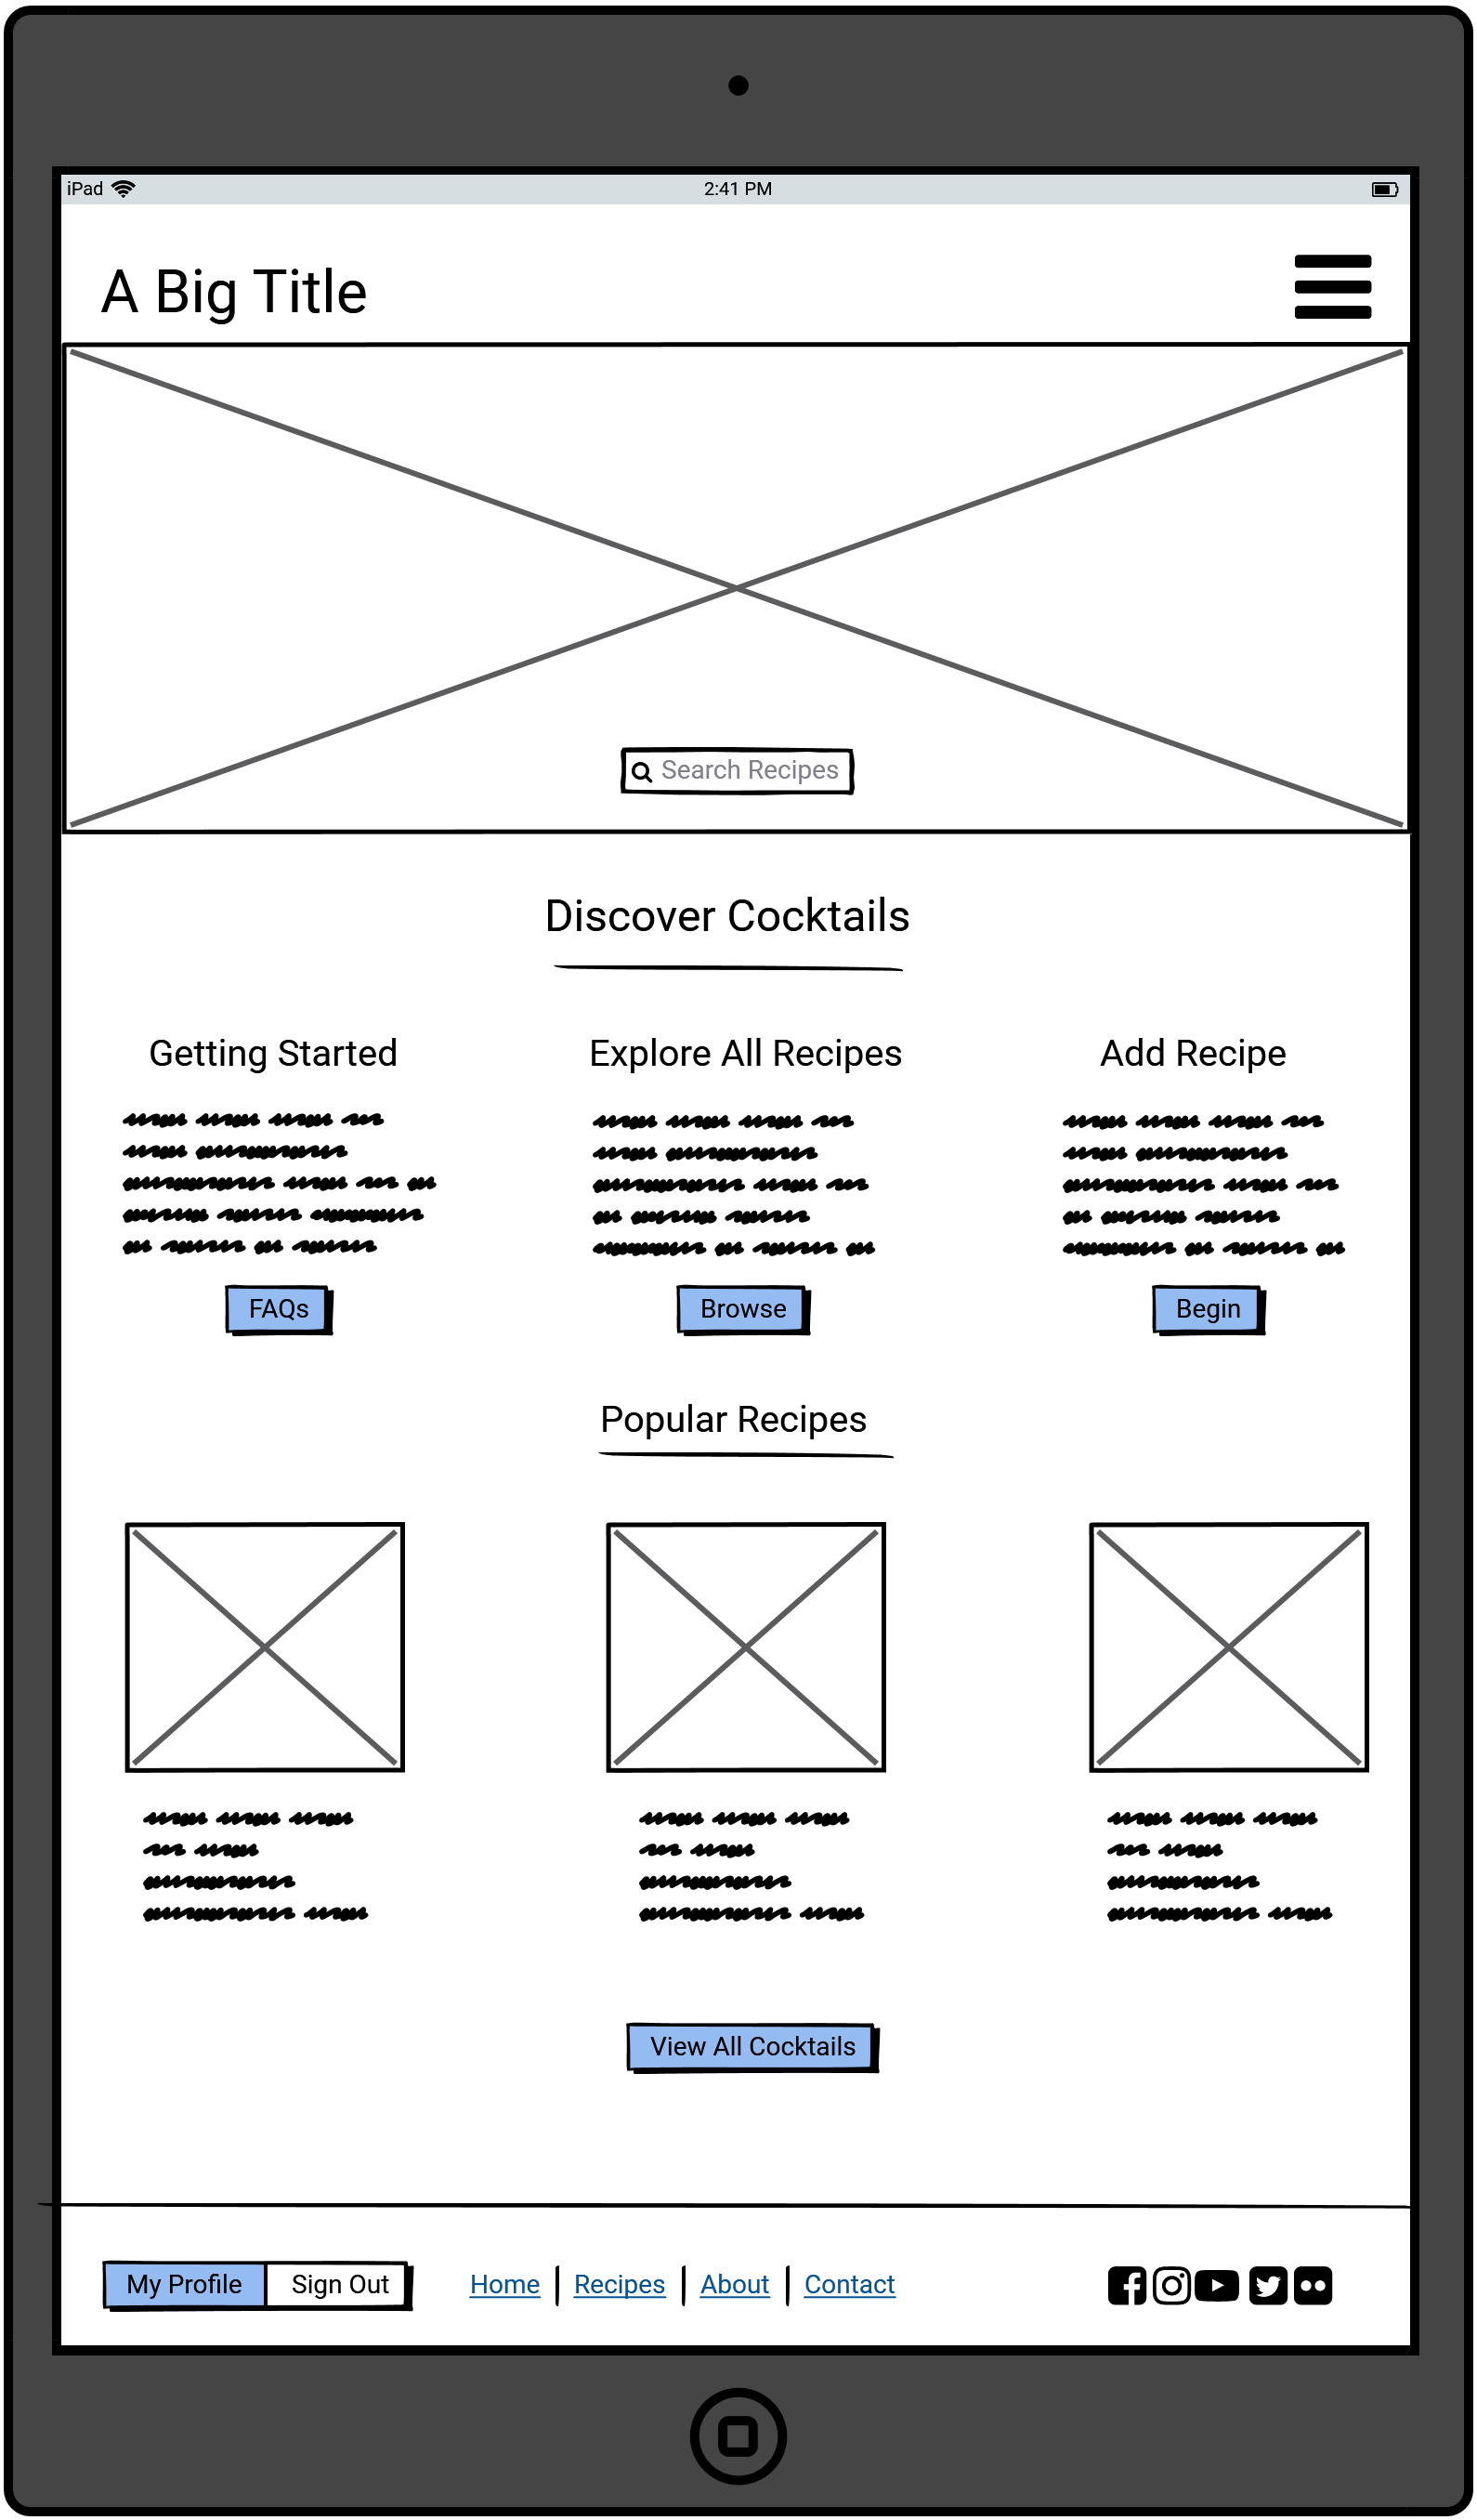 iPad 2:41 PM
A Big Title
Search Recipes
Discover Cocktails
Getting Started
Explore All Recipes
Add Recipe
FAQs
Browse
Begin
Popular Recipes
View All Cocktails
My Profile Sign Out Home Recipes About Contact